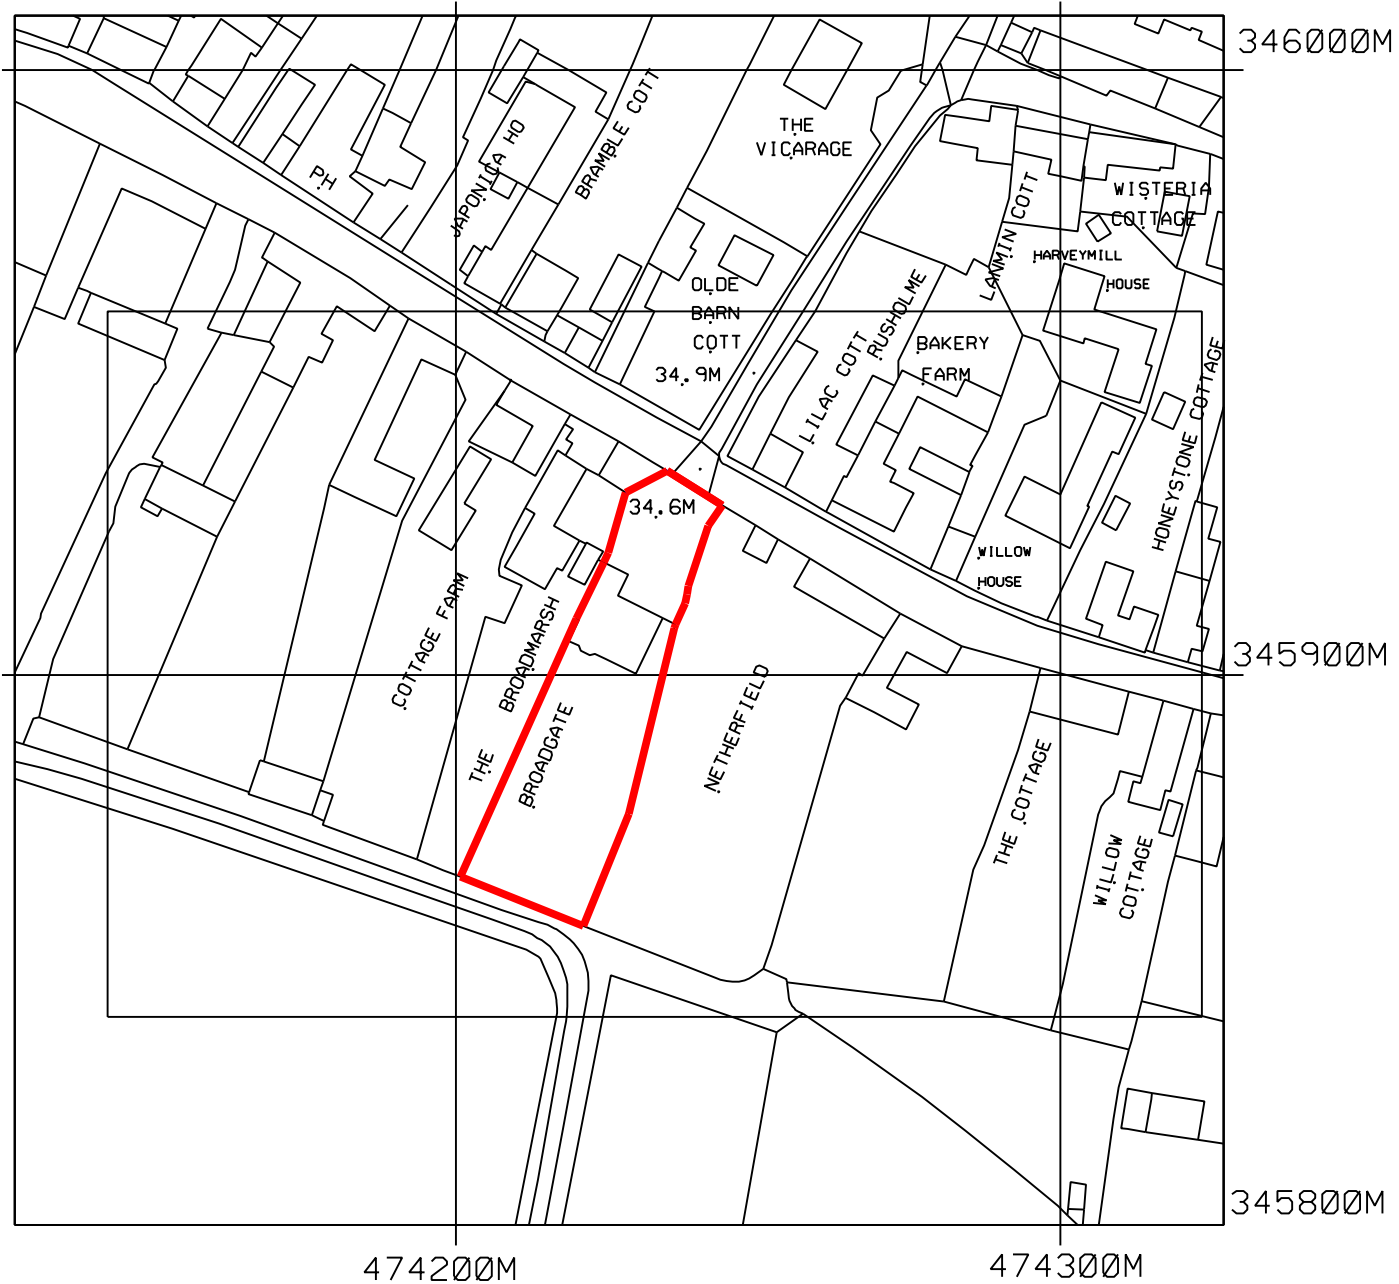 346000M
THE
VICARAGE
BRAMBLE COTT
JAPONICA HO
PH
WISTERIA
COTTAGE
LANMIN COTT
HARVEYMILL
HOUSE
OLDE
BARN
COTT
34.9M
RUSHOLME
LILAC COTT
BAKERY
FARM
HONEYSTONE COTTAGE
34.6M
WILLOW
HOUSE
COTTAGE FARM
THE BROADMARSH
BROADGATE
NETHERFIELD
345900M
THE COTTAGE
WILLOW
COTTAGE
345800M
474200M
474300M